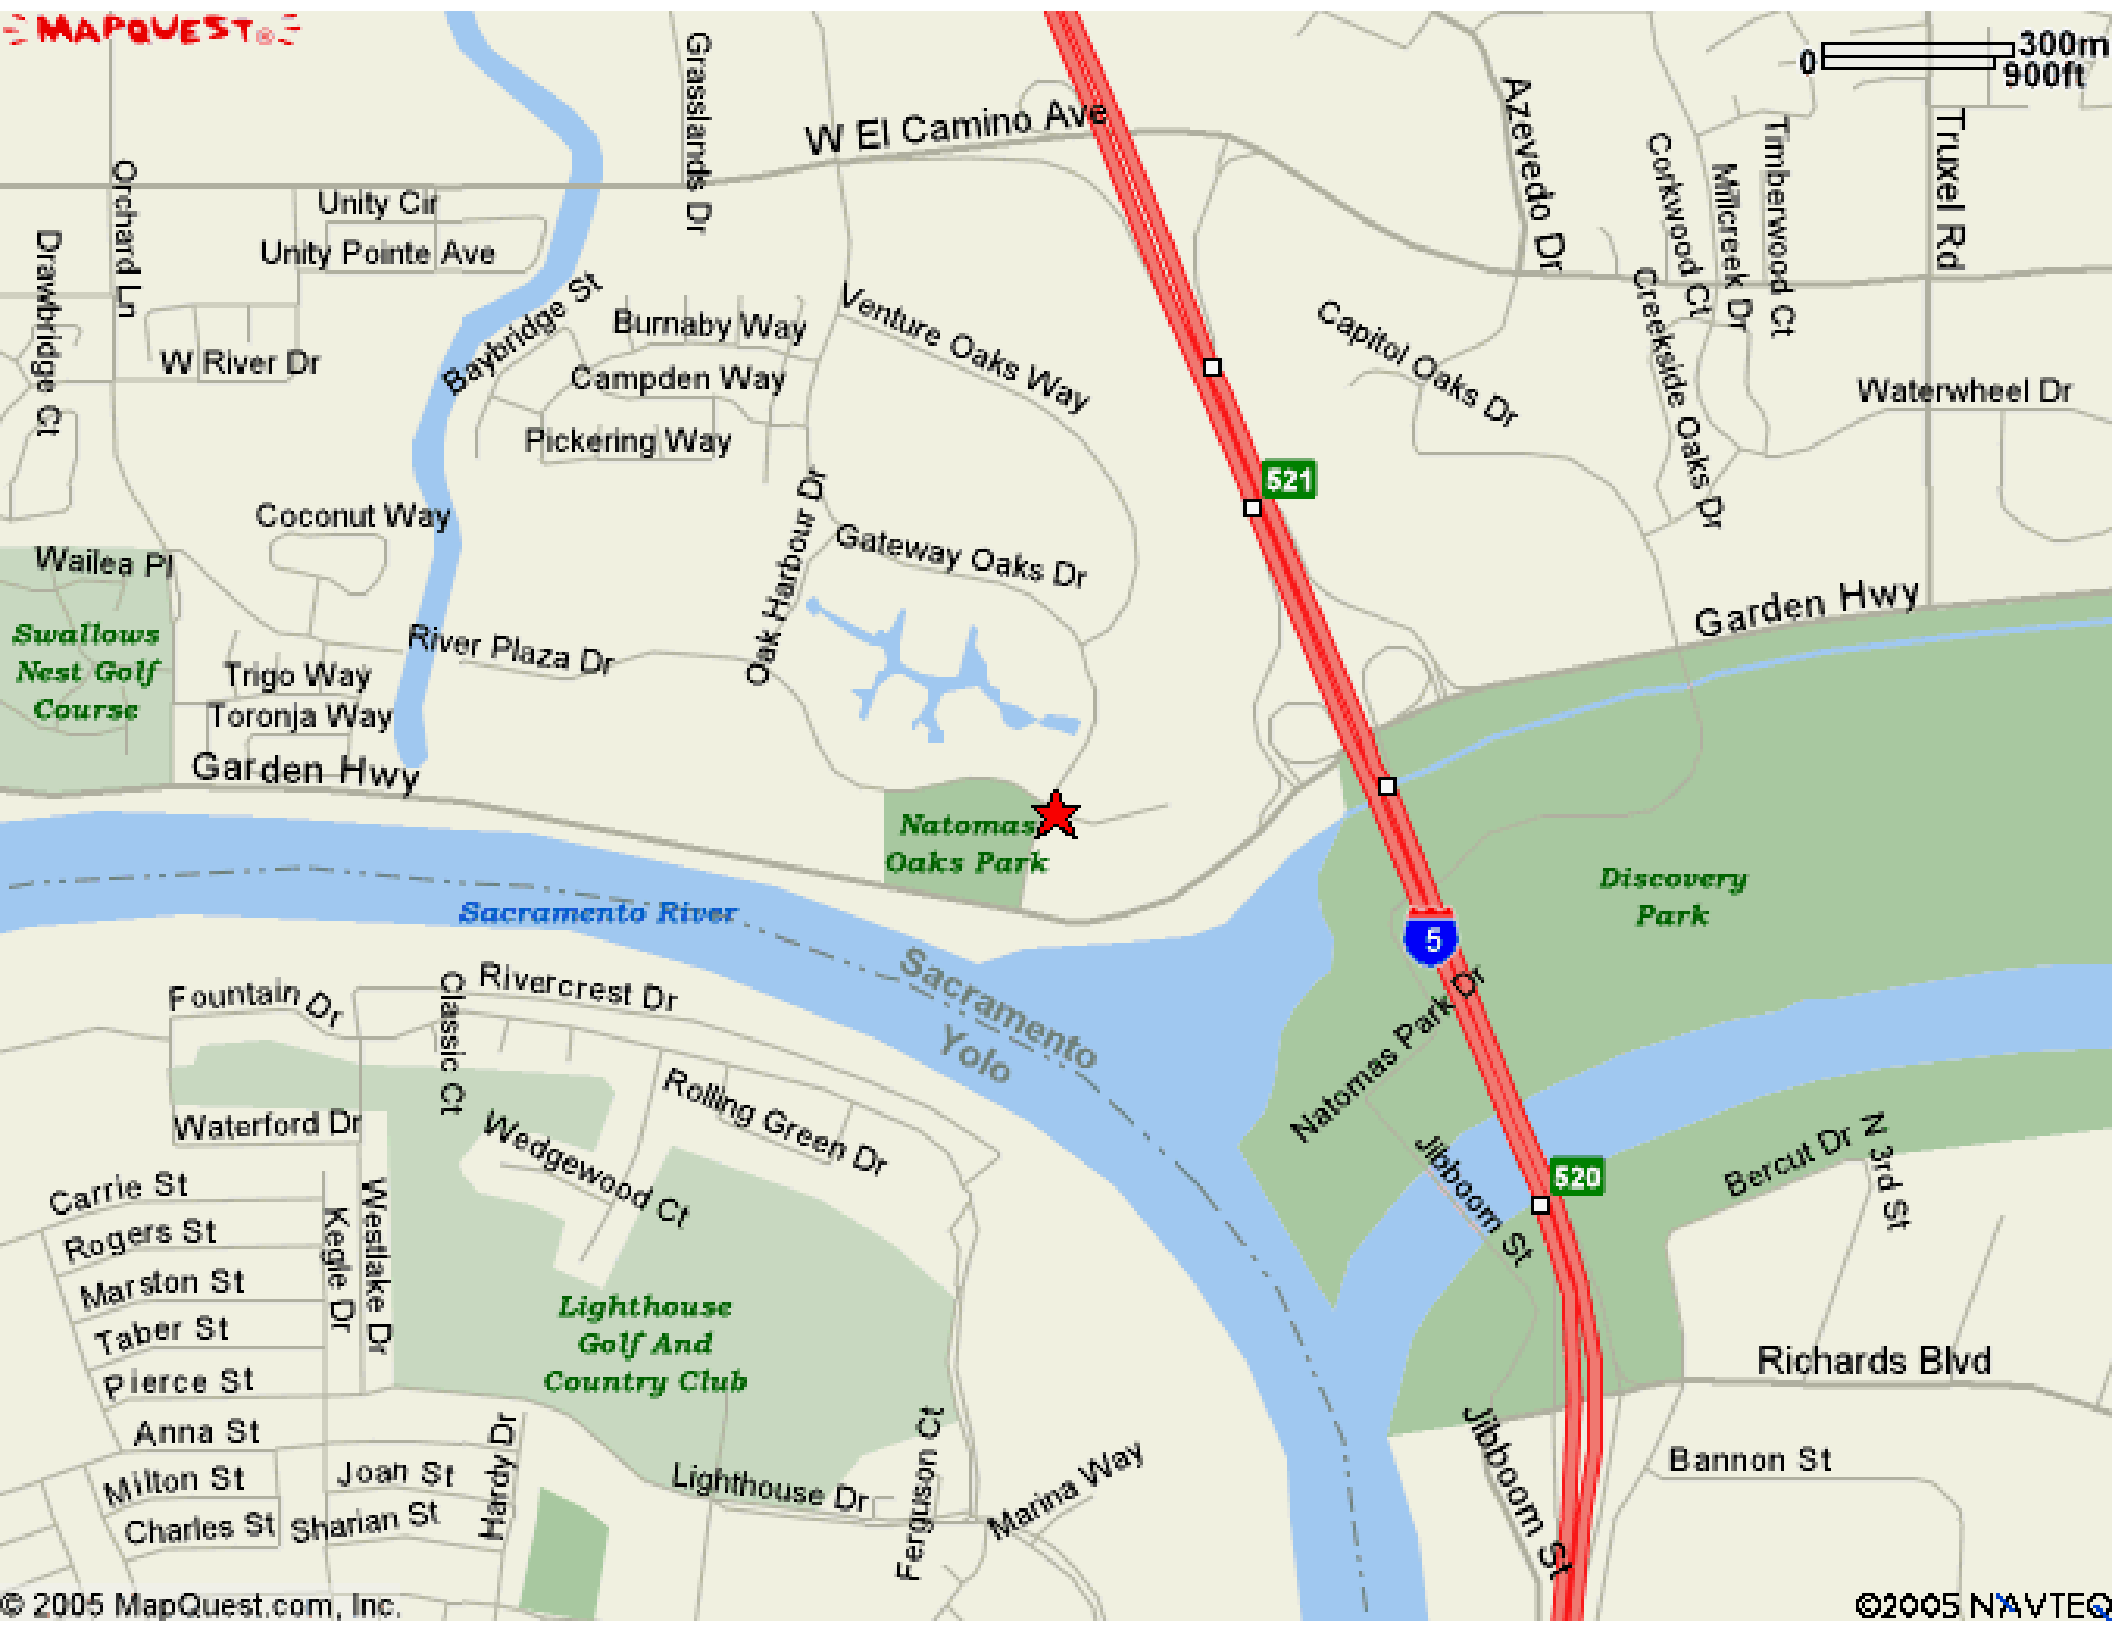 MAPQUEST®
300m
0
900ft
Grasslands Dr
W El Camino Ave
Azevedo Dr
Truxel Rd
Timberwood Ct
Corkwood Ct
Millcreek Dr
Orchard Ln
Unity Cir
Drawbridge Ct
Unity Pointe Ave
Baybridge St
Burnaby Way
Venture Oaks Way
Creekside Oaks Dr
Capitol Oaks Dr
W River Dr
Campden Way
Waterwheel Dr
Pickering Way
521
Coconut Way
Oak Harbour Dr
Gateway Oaks Dr
Wailea Pl
Garden Hwy
Swallows
Nest Golf
Course
River Plaza Dr
Trigo Way
Toronja Way
Garden Hwy
Natomas
Oaks Park
Discovery
Park
Sacramento River
5
Sacramento
Yolo
Fountain Dr
Classic Ct
Rivercrest Dr
Natomas Park Dr
Rolling Green Dr
Waterford Dr
Wedgewood Ct
Jibboom St
520
Bercut Dr
N 3rd St
Carrie St
Westlake Dr
Kegle Dr
Rogers St
Marston St
Taber St
Pierce St
Lighthouse
Golf And
Country Club
Richards Blvd
Anna St
Hardy Dr
Ferguson Ct
Jibboom St
Milton St
Joan St
Lighthouse Dr
Marina Way
Bannon St
Charles St
Sharian St
© 2005 MapQuest.com, Inc.
©2005 NAVTEQ